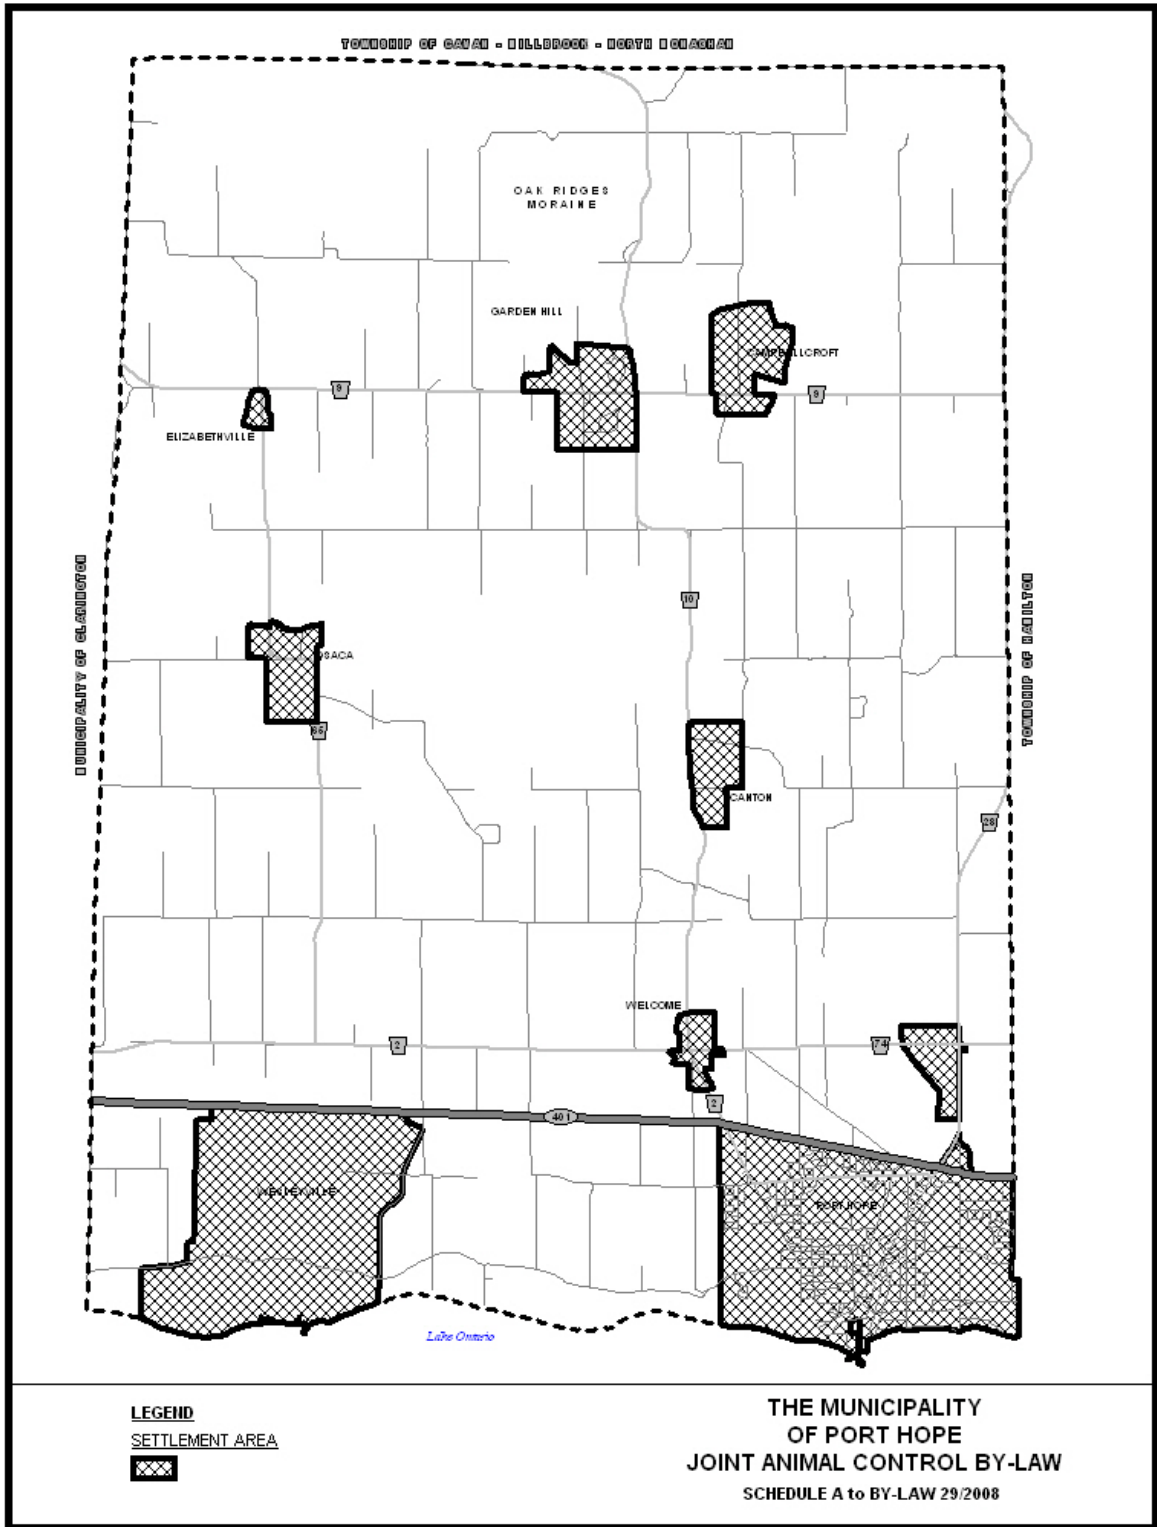 TOWNSHIP OF CAVAN - MILLBROOK - NORTH MONAGHAN
OAK RIDGES
MORAINE
GARDEN HILL
CAMPBELLCROFT
9
9
ELIZABETHVILLE
MUNICIPALITY OF CLARINGTON
TOWNSHIP OF HAMILTON
10
OSACA
65
CANTON
28
WELCOME
2
74
2
401
WESLEYVILLE
PORT HOPE
Lake Ontario
LEGEND
SETTLEMENT AREA
THE MUNICIPALITY
OF PORT HOPE
JOINT ANIMAL CONTROL BY-LAW
SCHEDULE A to BY-LAW 29/2008